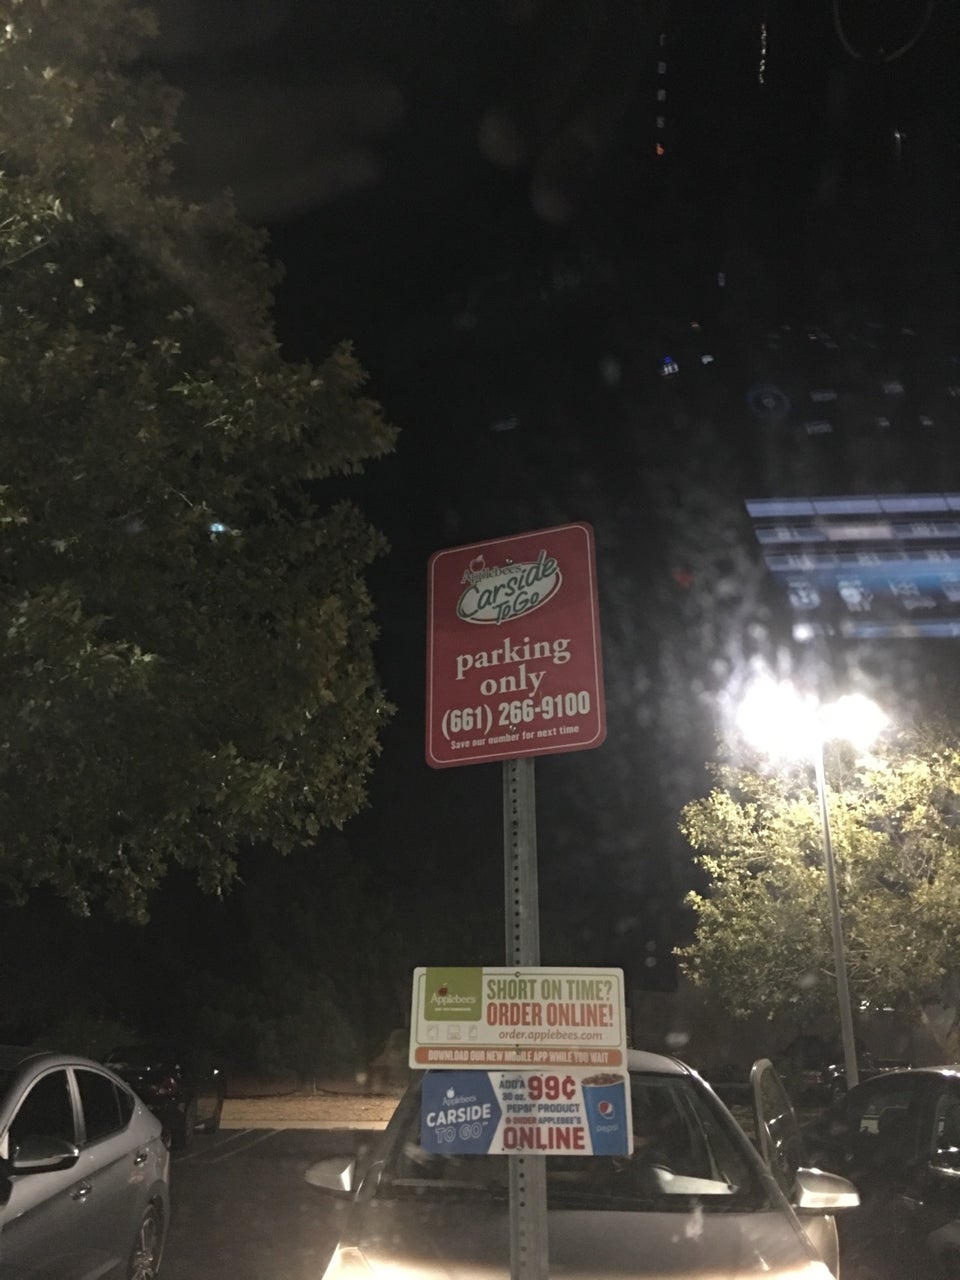 Applebee's
Carside
To Go
parking
only
(661) 266-9100
Save our number for next time
Applebee's
SHORT ON TIME?
ORDER ONLINE!
order.applebees.com
DOWNLOAD OUR NEW MOBILE APP WHILE YOU WAIT
Applebee's
CARSIDE
TO GO
ADD A
30 oz.
99¢
PEPSI® PRODUCT
& ORDER APPLEBEE'S
ONLINE
pepsi